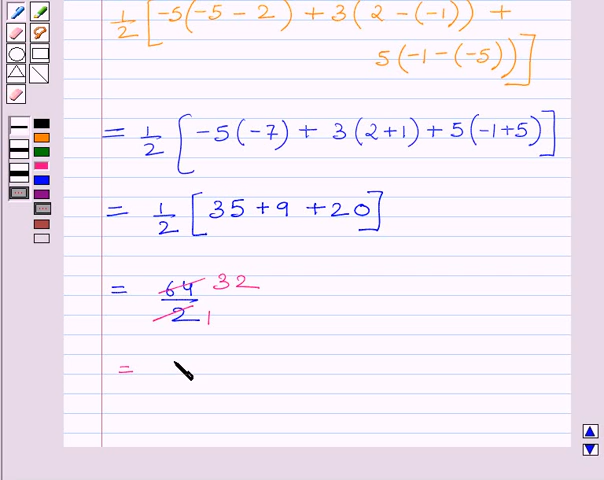 1/2 [-5(-5-2) + 3(2-(-1)) +
5(-1-(-5))]
= 1/2 [-5(-7) + 3(2+1) + 5(-1+5)]
= 1/2 [35+9+20]
= 64/2 32 1
=